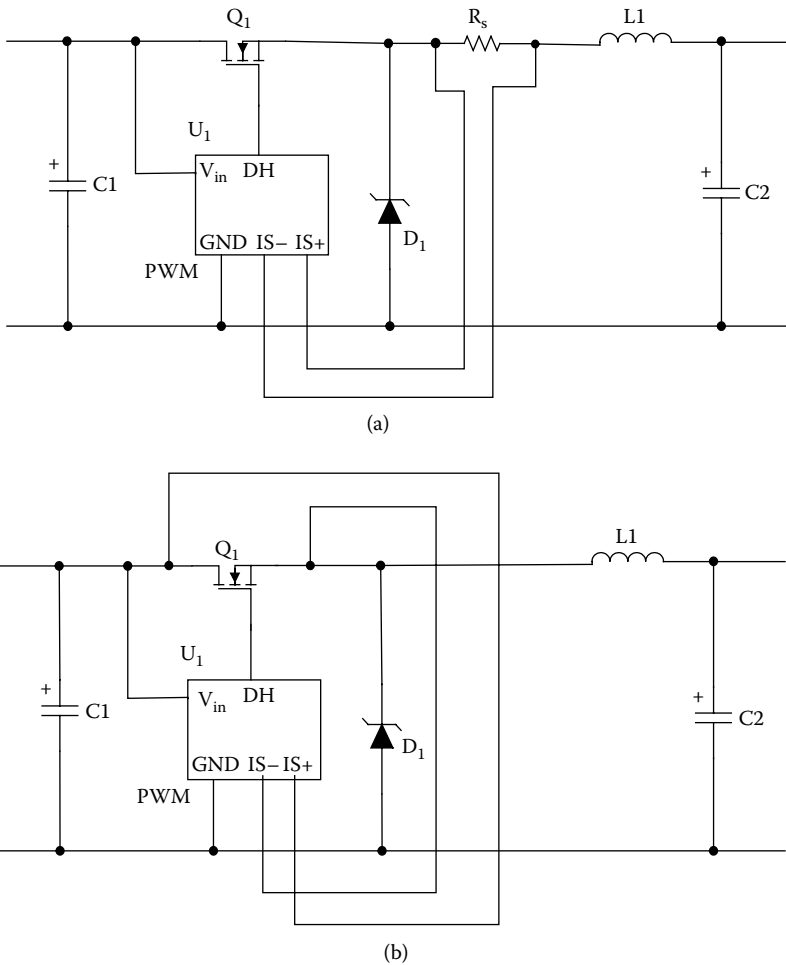 Q1 Rs L1
U1
Vin DH
+ C1 + C2
D1
GND IS– IS+
PWM
(a)
Q1 L1
U1
Vin DH
+ C1 + C2
D1
GND IS– IS+
PWM
(b)